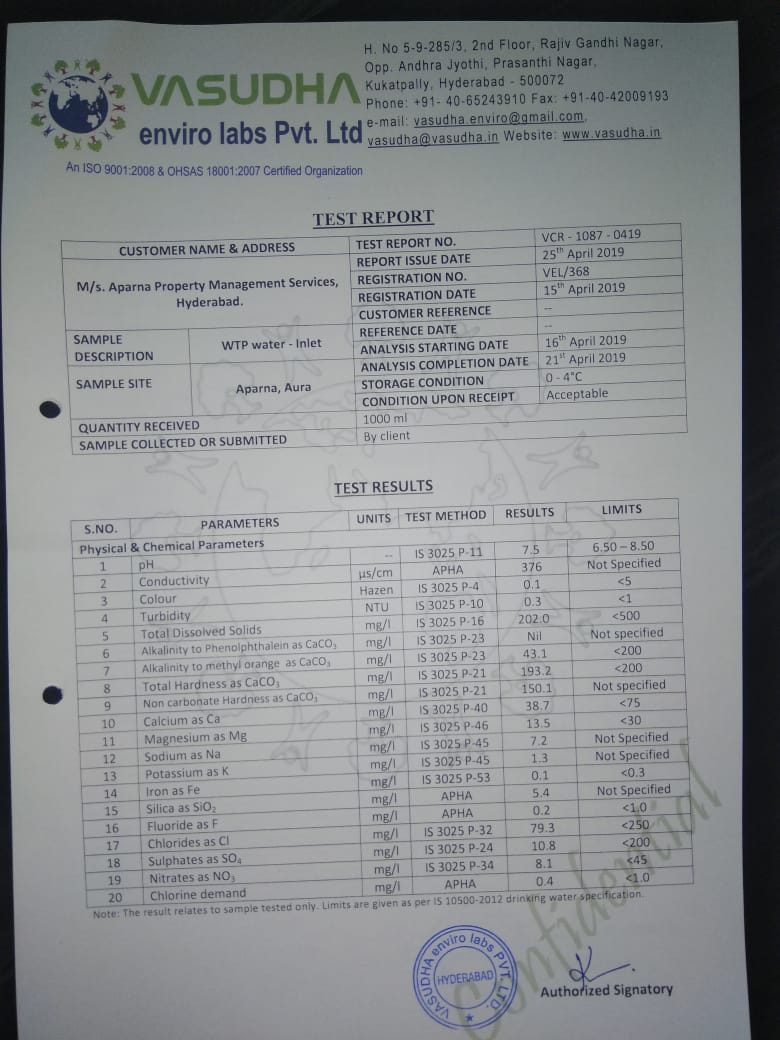 VASUDHA
enviro labs Pvt. Ltd
An ISO 9001:2008 & OHSAS 18001:2007 Certified Organization
H. No 5-9-285/3, 2nd Floor, Rajiv Gandhi Nagar,
Opp. Andhra Jyothi, Prasanthi Nagar,
Kukatpally, Hyderabad - 500072
Phone: +91- 40-65243910 Fax: +91-40-42009193
e-mail: vasudha.enviro@gmail.com,
vasudha@vasudha.in Website: www.vasudha.in
TEST REPORT
CUSTOMER NAME & ADDRESS
M/s. Aparna Property Management Services,
Hyderabad.
SAMPLE DESCRIPTION WTP water - Inlet
SAMPLE SITE Aparna, Aura
TEST REPORT NO. VCR - 1087 - 0419
REPORT ISSUE DATE 25th April 2019
REGISTRATION NO. VEL/368
REGISTRATION DATE 15th April 2019
CUSTOMER REFERENCE --
REFERENCE DATE --
ANALYSIS STARTING DATE 16th April 2019
ANALYSIS COMPLETION DATE 21st April 2019
STORAGE CONDITION 0 - 4°C
CONDITION UPON RECEIPT Acceptable
QUANTITY RECEIVED 1000 ml
SAMPLE COLLECTED OR SUBMITTED By client
TEST RESULTS
S.NO. PARAMETERS UNITS TEST METHOD RESULTS LIMITS
Physical & Chemical Parameters
1 pH -- IS 3025 P-11 7.5 6.50 – 8.50
2 Conductivity µs/cm APHA 376 Not Specified
3 Colour Hazen IS 3025 P-4 0.1 <5
4 Turbidity NTU IS 3025 P-10 0.3 <1
5 Total Dissolved Solids mg/l IS 3025 P-16 202.0 <500
6 Alkalinity to Phenolphthalein as CaCO3 mg/l IS 3025 P-23 Nil Not specified
7 Alkalinity to methyl orange as CaCO3 mg/l IS 3025 P-23 43.1 <200
8 Total Hardness as CaCO3 mg/l IS 3025 P-21 193.2 <200
9 Non carbonate Hardness as CaCO3 mg/l IS 3025 P-21 150.1 Not specified
10 Calcium as Ca mg/l IS 3025 P-40 38.7 <75
11 Magnesium as Mg mg/l IS 3025 P-46 13.5 <30
12 Sodium as Na mg/l IS 3025 P-45 7.2 Not Specified
13 Potassium as K mg/l IS 3025 P-45 1.3 Not Specified
14 Iron as Fe mg/l IS 3025 P-53 0.1 <0.3
15 Silica as SiO2 mg/l APHA 5.4 Not Specified
16 Fluoride as F mg/l APHA 0.2 <1.0
17 Chlorides as Cl mg/l IS 3025 P-32 79.3 <250
18 Sulphates as SO4 mg/l IS 3025 P-24 10.8 <200
19 Nitrates as NO3 mg/l IS 3025 P-34 8.1 <45
20 Chlorine demand mg/l APHA 0.4 <1.0
Note: The result relates to sample tested only. Limits are given as per IS 10500-2012 drinking water specification.
Confidential
VASUDHA enviro labs PVT. LTD.
HYDERABAD
Authorized Signatory